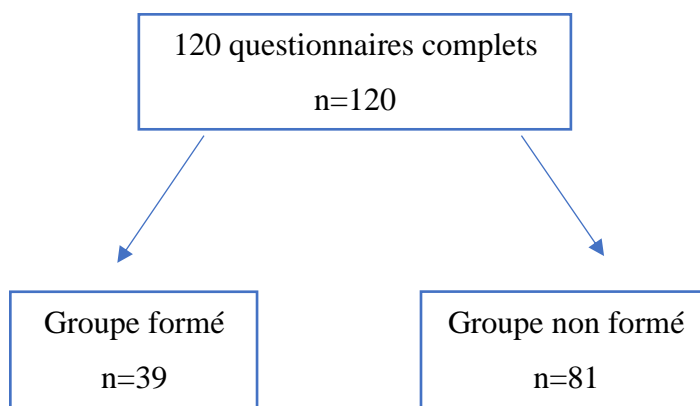 120 questionnaires complets
n=120
Groupe formé
n=39
Groupe non formé
n=81